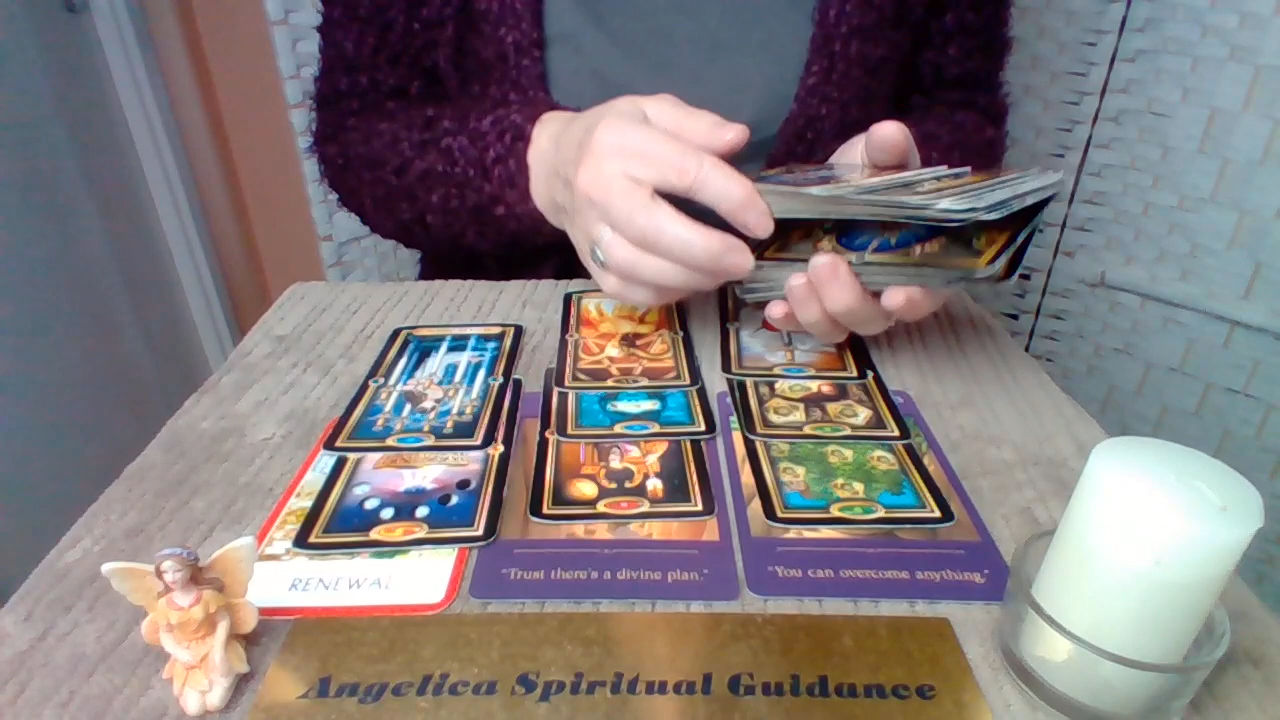 RENEWAL
"Trust there's a divine plan."
"You can overcome anything."
Angelica Spiritual Guidance